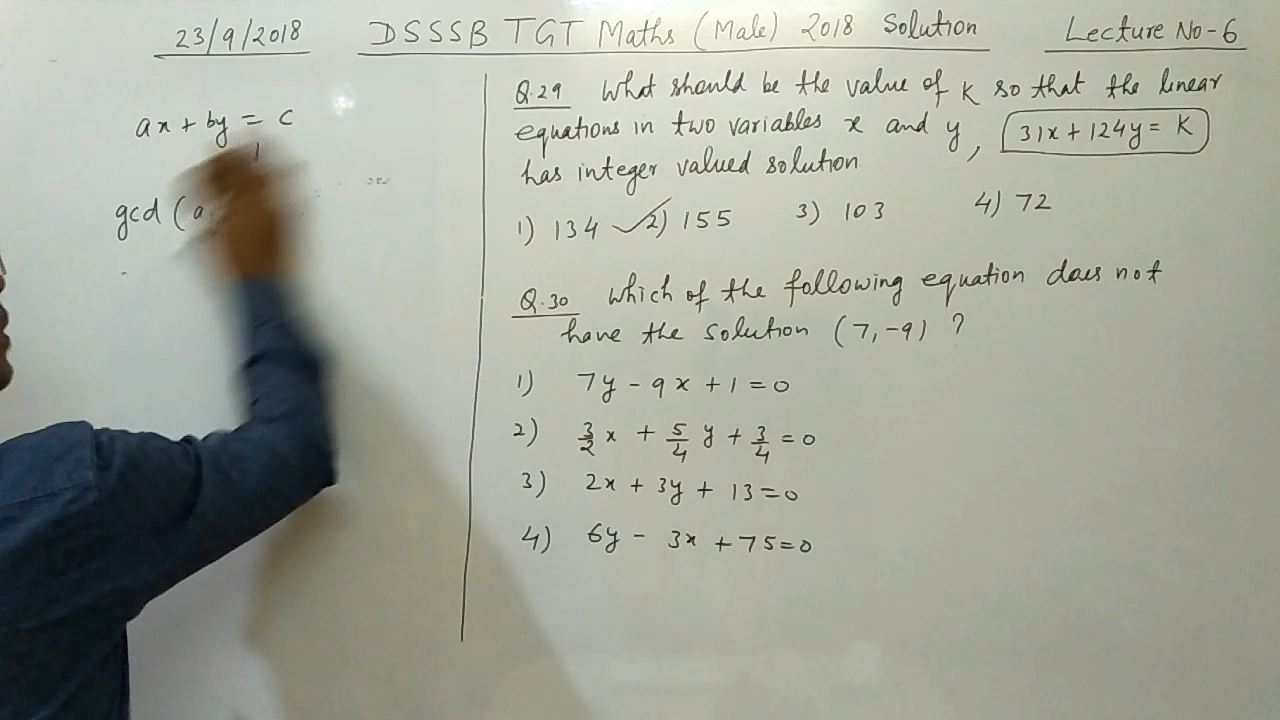 23/9/2018 DSSSB TGT Maths (Male) 2018 Solution Lecture No-6
ax + by = c
gcd (a,
Q.29 What should be the value of K so that the linear
equations in two variables x and y, 31x + 124y = K
has integer valued solution
1) 134 2) 155 3) 103 4) 72
Q.30 Which of the following equation does not
have the solution (7,-9) ?
1) 7y - 9x + 1 = 0
2) 3/2 x + 5/4 y + 3/4 = 0
3) 2x + 3y + 13 = 0
4) 6y - 3x + 75 = 0